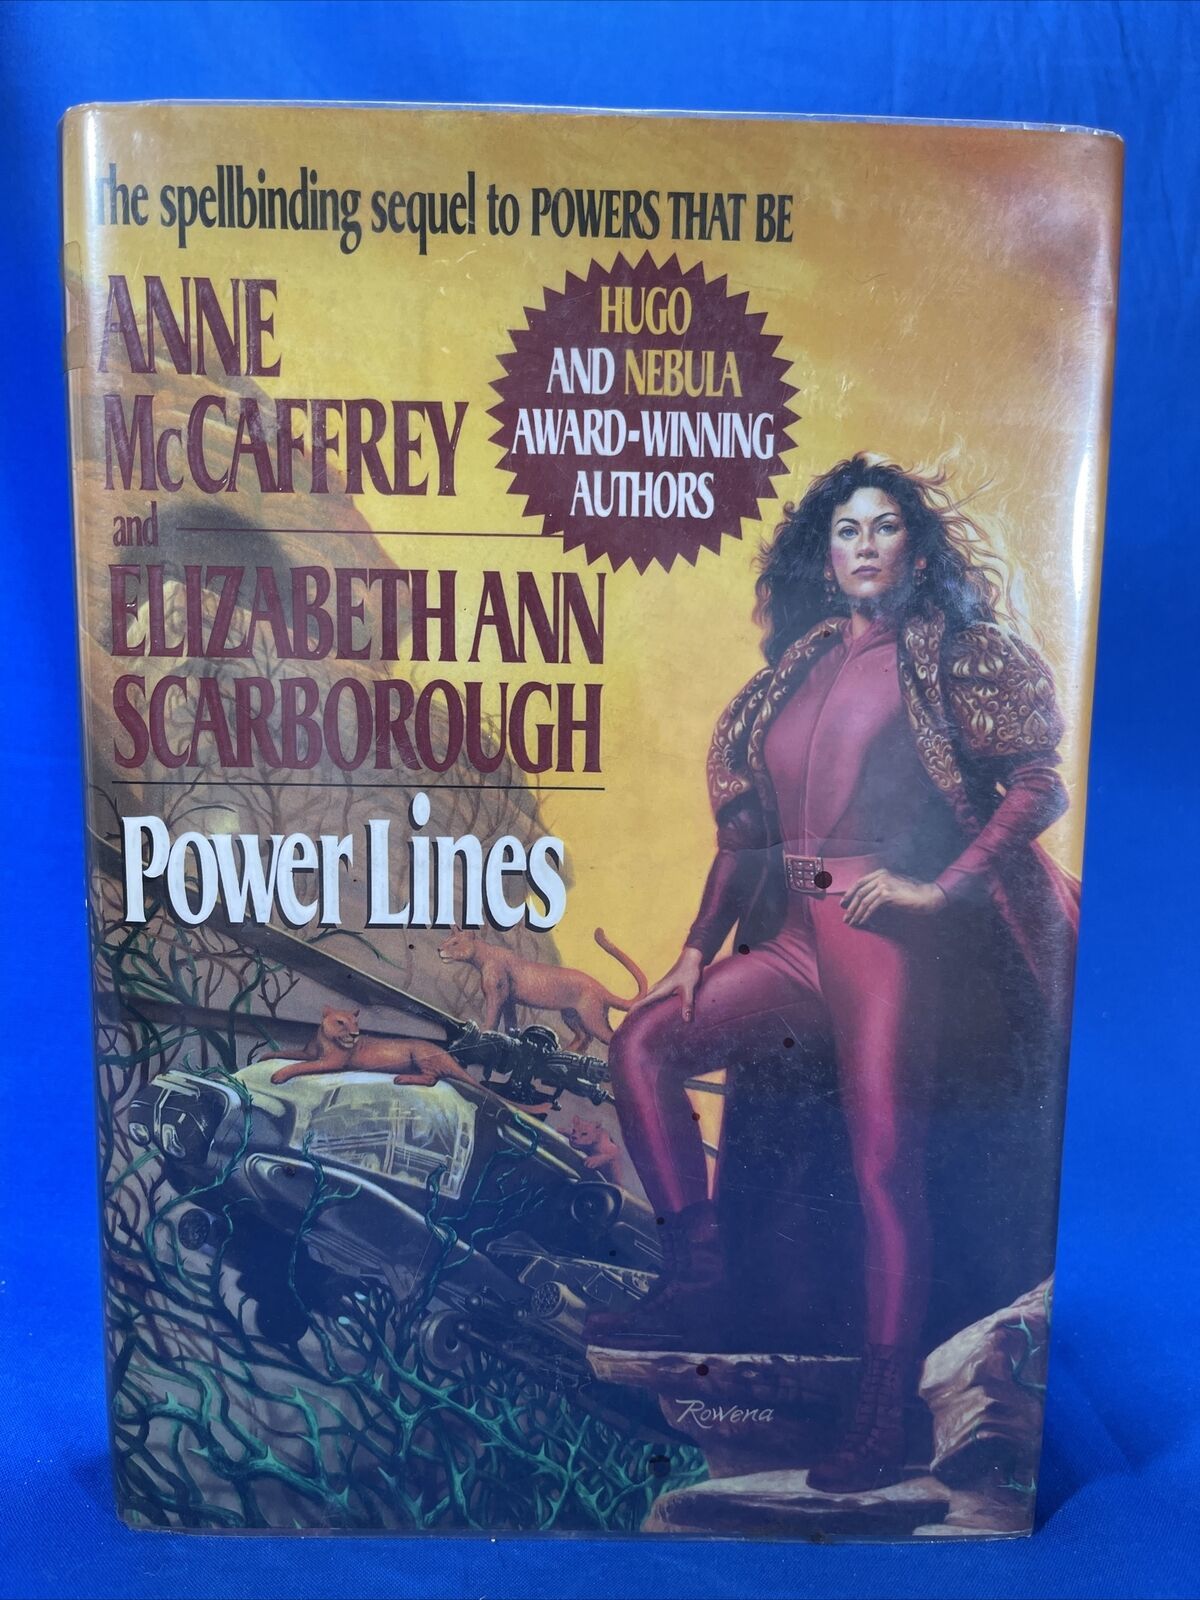 The spellbinding sequel to POWERS THAT BE
ANNE
McCAFFREY
and
ELIZABETH ANN
SCARBOROUGH
Power Lines
HUGO
AND NEBULA
AWARD-WINNING
AUTHORS
Rowena